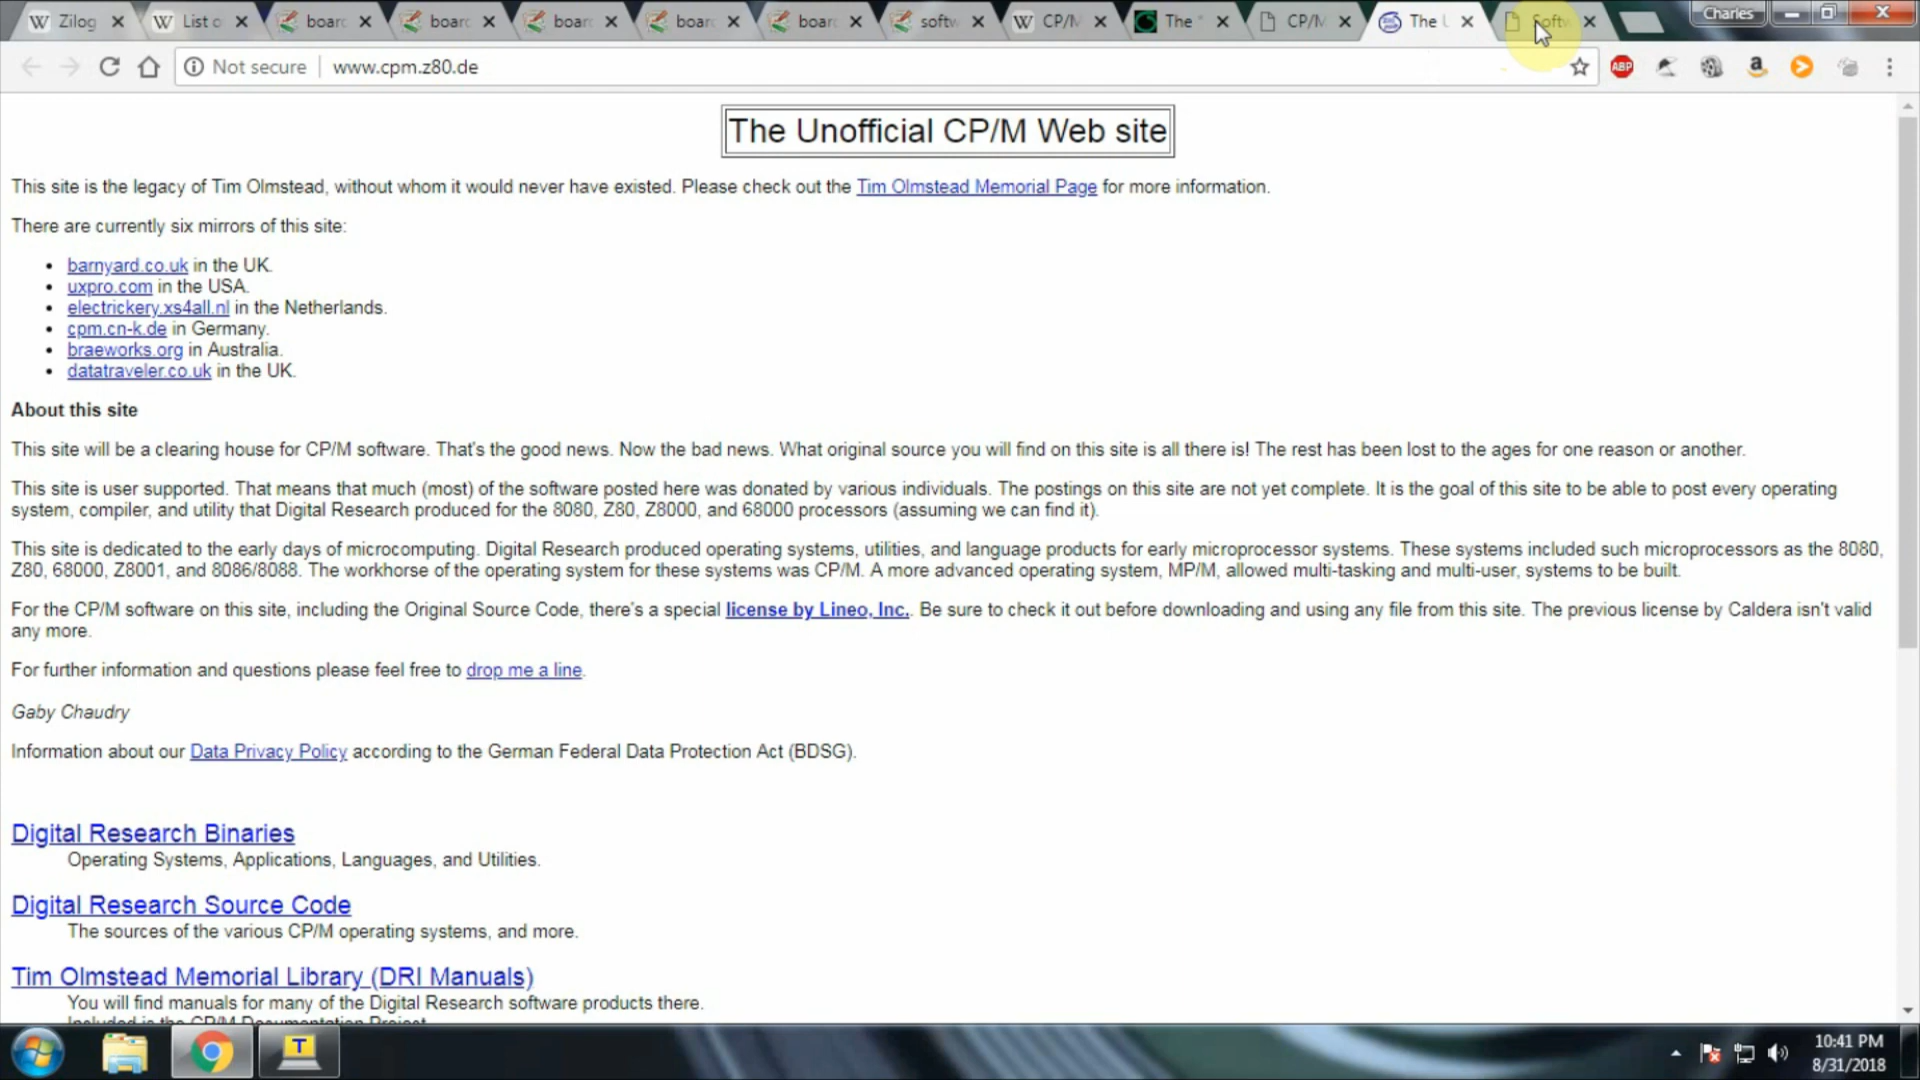 Zilog
List o
boar
boar
boar
boar
boar
softw
CP/M
The "
CP/M
The U
Softw
Charles
Not secure
www.cpm.z80.de
ABP
The Unofficial CP/M Web site
This site is the legacy of Tim Olmstead, without whom it would never have existed. Please check out the Tim Olmstead Memorial Page for more information.
There are currently six mirrors of this site:
barnyard.co.uk in the UK.
uxpro.com in the USA.
electrickery.xs4all.nl in the Netherlands.
cpm.cn-k.de in Germany.
braeworks.org in Australia.
datatraveler.co.uk in the UK.
About this site
This site will be a clearing house for CP/M software. That's the good news. Now the bad news. What original source you will find on this site is all there is! The rest has been lost to the ages for one reason or another.
This site is user supported. That means that much (most) of the software posted here was donated by various individuals. The postings on this site are not yet complete. It is the goal of this site to be able to post every operating
system, compiler, and utility that Digital Research produced for the 8080, Z80, Z8000, and 68000 processors (assuming we can find it).
This site is dedicated to the early days of microcomputing. Digital Research produced operating systems, utilities, and language products for early microprocessor systems. These systems included such microprocessors as the 8080,
Z80, 68000, Z8001, and 8086/8088. The workhorse of the operating system for these systems was CP/M. A more advanced operating system, MP/M, allowed multi-tasking and multi-user, systems to be built.
For the CP/M software on this site, including the Original Source Code, there's a special license by Lineo, Inc.. Be sure to check it out before downloading and using any file from this site. The previous license by Caldera isn't valid
any more.
For further information and questions please feel free to drop me a line.
Gaby Chaudry
Information about our Data Privacy Policy according to the German Federal Data Protection Act (BDSG).
Digital Research Binaries
Operating Systems, Applications, Languages, and Utilities.
Digital Research Source Code
The sources of the various CP/M operating systems, and more.
Tim Olmstead Memorial Library (DRI Manuals)
You will find manuals for many of the Digital Research software products there.
Included is the CP/M Documentation Project
10:41 PM
8/31/2018